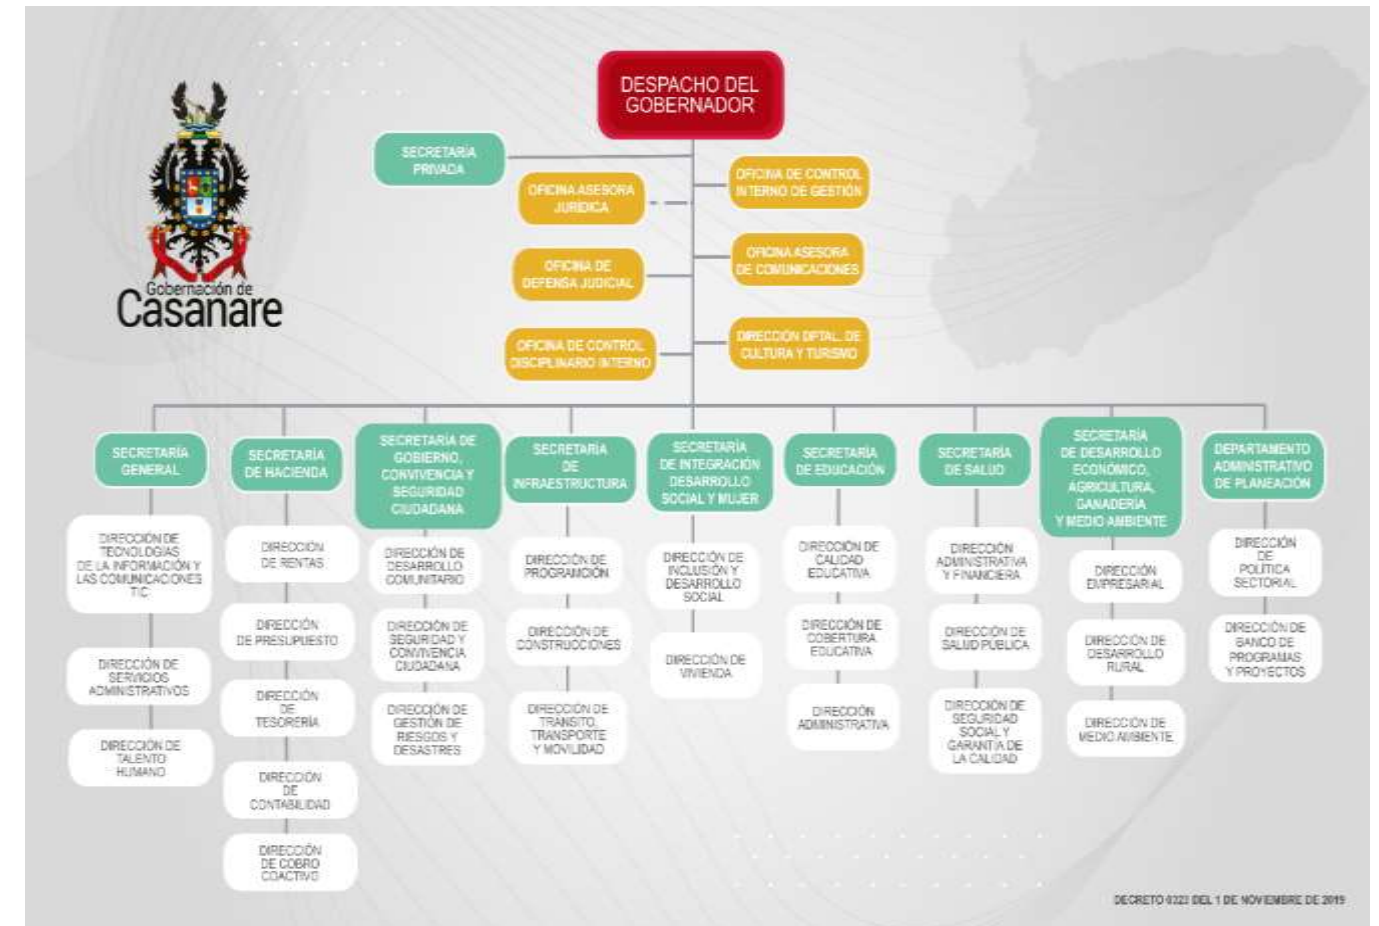 DESPACHO DEL
GOBERNADOR
SECRETARÍA
PRIVADA
OFICINA DE CONTROL
INTERNO DE GESTIÓN
OFICINA ASESORA
JURÍDICA
OFICINA ASESORA
DE COMUNICACIONES
OFICINA DE
DEFENSA JUDICIAL
DIRECCIÓN DPTAL. DE
CULTURA Y TURISMO
OFICINA DE CONTROL
DISCIPLINARIO INTERNO
Gobernación de
Casanare
SECRETARÍA
GENERAL
DIRECCIÓN DE
TECNOLOGÍAS
DE LA INFORMACIÓN Y
LAS COMUNICACIONES
TIC
DIRECCIÓN DE
SERVICIOS
ADMINISTRATIVOS
DIRECCIÓN DE
TALENTO
HUMANO
SECRETARÍA
DE HACIENDA
DIRECCIÓN
DE RENTAS
DIRECCIÓN
DE PRESUPUESTO
DIRECCIÓN
DE
TESORERÍA
DIRECCIÓN
DE
CONTABILIDAD
DIRECCIÓN
DE COBRO
COACTIVO
SECRETARÍA DE
GOBIERNO,
CONVIVENCIA Y
SEGURIDAD
CIUDADANA
DIRECCIÓN DE
DESARROLLO
COMUNITARIO
DIRECCIÓN DE
SEGURIDAD Y
CONVIVENCIA
CIUDADANA
DIRECCIÓN DE
GESTIÓN DE
RIESGOS Y
DESASTRES
SECRETARÍA
DE
INFRAESTRUCTURA
DIRECCIÓN DE
PROGRAMCIÓN
DIRECCIÓN DE
CONSTRUCCIONES
DIRECCIÓN DE
TRANSITO,
TRANSPORTE
Y MOVILIDAD
SECRETARÍA
DE INTEGRACIÓN
DESARROLLO
SOCIAL Y MUJER
DIRECCIÓN DE
INCLUSIÓN Y
DESARROLLO
SOCIAL
DIRECCIÓN DE
VIVIENDA
SECRETARÍA
DE EDUCACIÓN
DIRECCIÓN DE
CALIDAD
EDUCATIVA
DIRECCIÓN DE
COBERTURA
EDUCATIVA
DIRECCIÓN
ADMINISTRATIVA
SECRETARÍA
DE SALUD
DIRECCIÓN
ADMINISTRATIVA
Y FINANCIERA
DIRECCIÓN DE
SALUD PÚBLICA
DIRECCIÓN DE
SEGURIDAD
SOCIAL Y
GARANTÍA DE
LA CALIDAD
SECRETARÍA
DE DESARROLLO
ECONÓMICO,
AGRICULTURA,
GANADERÍA
Y MEDIO AMBIENTE
DIRECCIÓN
EMPRESARIAL
DIRECCIÓN DE
DESARROLLO
RURAL
DIRECCIÓN DE
MEDIO AMBIENTE
DEPARTAMENTO
ADMINISTRATIVO
DE PLANEACIÓN
DIRECCIÓN
DE
POLÍTICA
SECTORIAL
DIRECCIÓN DE
BANCO DE
PROGRAMAS
Y PROYECTOS
DECRETO 0323 DEL 1 DE NOVIEMBRE DE 2019